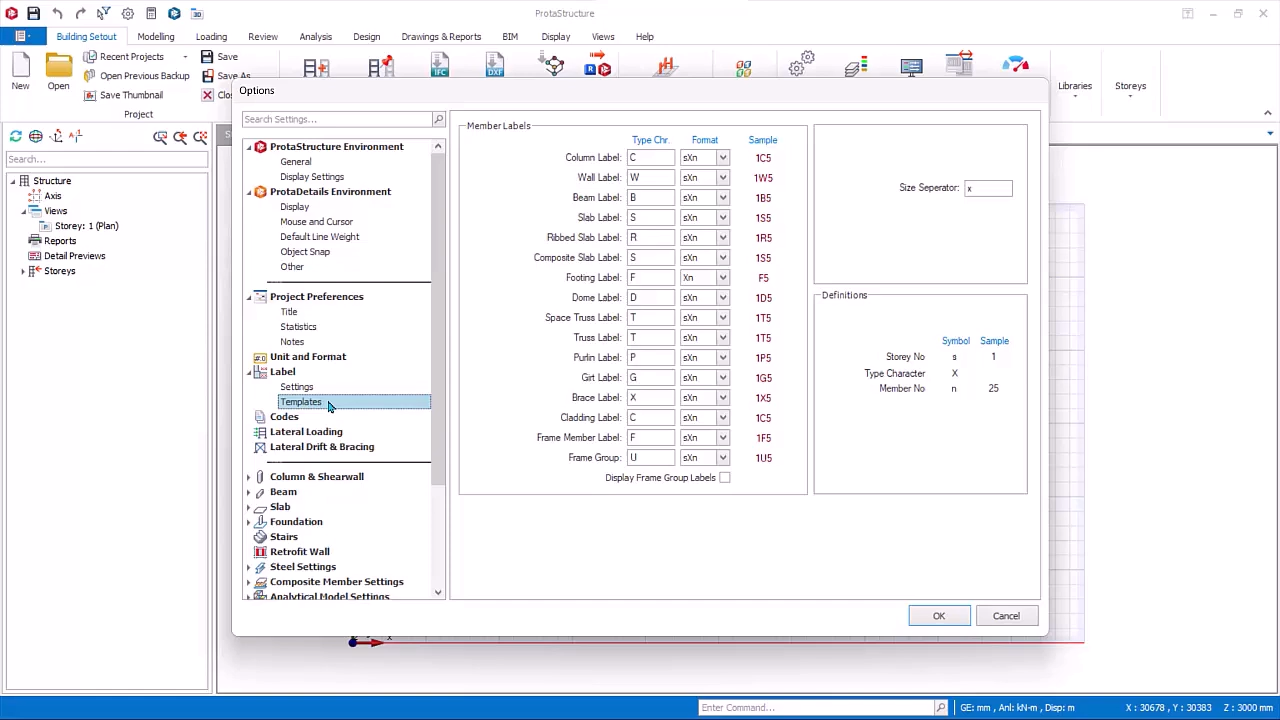 ProtaStructure
Building Setout Modelling Loading Review Analysis Design Drawings & Reports BIM Display Views Help
New
Open
Recent Projects
Open Previous Backup
Save Thumbnail
Save
Save As
Project
IFC
DXF
Libraries
Storeys
Search...
Structure
Axis
Views
Storey: 1 (Plan)
Reports
Detail Previews
Storeys
Options
Search Settings...
ProtaStructure Environment
General
Display Settings
ProtaDetails Environment
Display
Mouse and Cursor
Default Line Weight
Object Snap
Other
Project Preferences
Title
Statistics
Notes
Unit and Format
Label
Settings
Templates
Codes
Lateral Loading
Lateral Drift & Bracing
Column & Shearwall
Beam
Slab
Foundation
Stairs
Retrofit Wall
Steel Settings
Composite Member Settings
Analytical Model Settings
Member Labels
Type Chr. Format Sample
Column Label: C sXn 1C5
Wall Label: W sXn 1W5
Beam Label: B sXn 1B5
Slab Label: S sXn 1S5
Ribbed Slab Label: R sXn 1R5
Composite Slab Label: S sXn 1S5
Footing Label: F Xn F5
Dome Label: D sXn 1D5
Space Truss Label: T sXn 1T5
Truss Label: T sXn 1T5
Purlin Label: P sXn 1P5
Girt Label: G sXn 1G5
Brace Label: X sXn 1X5
Cladding Label: C sXn 1C5
Frame Member Label: F sXn 1F5
Frame Group: U sXn 1U5
Display Frame Group Labels
Size Seperator: x
Definitions
Symbol Sample
Storey No s 1
Type Character X
Member No n 25
OK Cancel
Enter Command...
GE: mm , Anl: kN-m , Disp: m
X : 30678 , Y : 30383 Z : 3000 mm